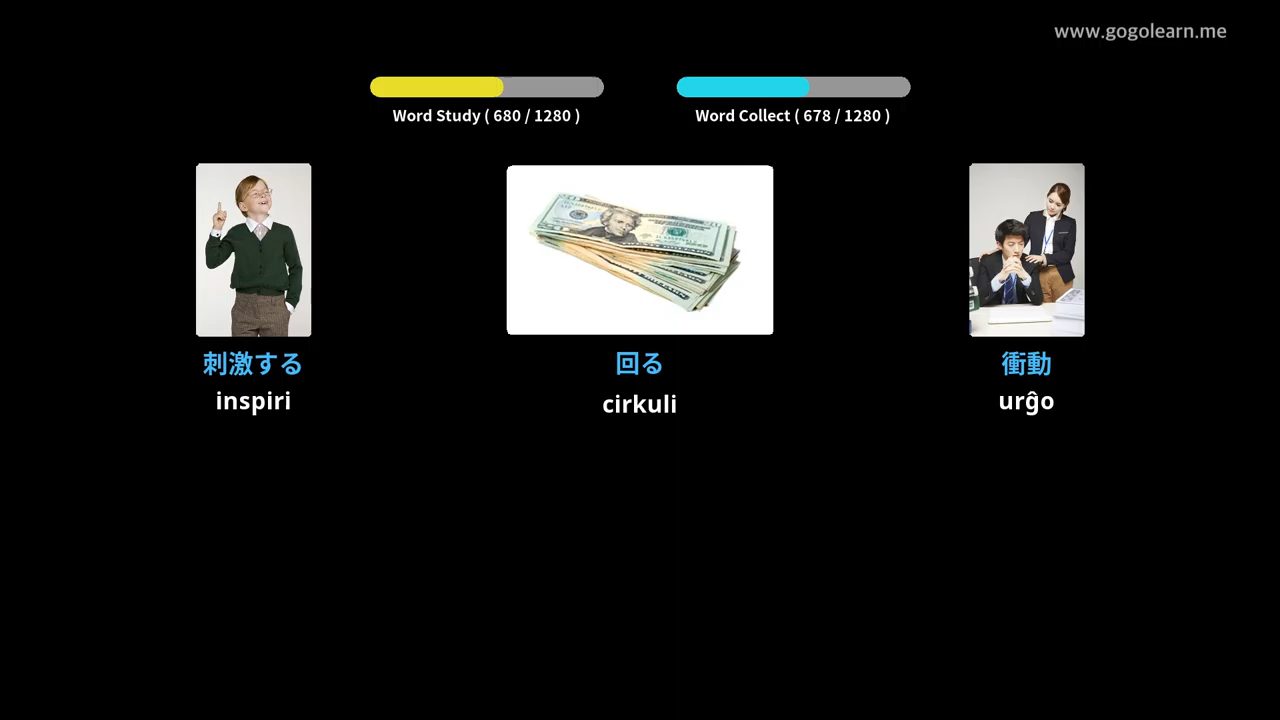 www.gogolearn.me
Word Study ( 680 / 1280 )
Word Collect ( 678 / 1280 )
刺激する
inspiri
回る
cirkuli
衝動
urĝo